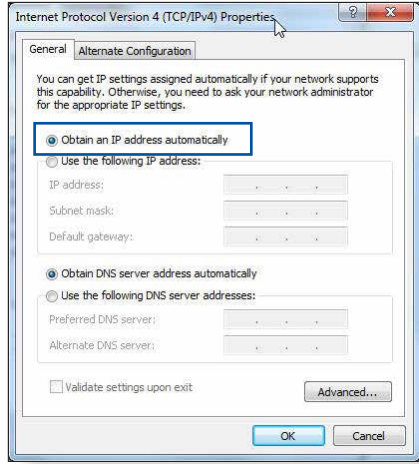 Internet Protocol Version 4 (TCP/IPv4) Properties
?
X
General
Alternate Configuration
You can get IP settings assigned automatically if your network supports
this capability. Otherwise, you need to ask your network administrator
for the appropriate IP settings.
Obtain an IP address automatically
Use the following IP address:
IP address:
Subnet mask:
Default gateway:
Obtain DNS server address automatically
Use the following DNS server addresses:
Preferred DNS server:
Alternate DNS server:
Validate settings upon exit
Advanced...
OK
Cancel